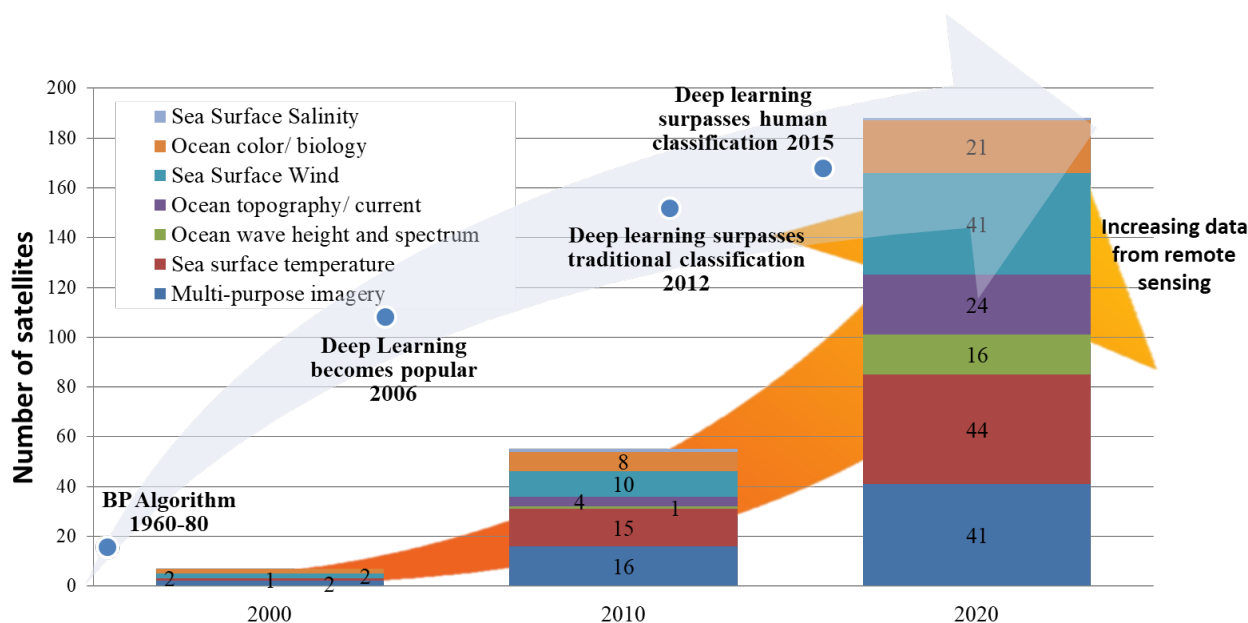 Number of satellites
200
180
160
140
120
100
80
60
40
20
0
Sea Surface Salinity
Ocean color/ biology
Sea Surface Wind
Ocean topography/ current
Ocean wave height and spectrum
Sea surface temperature
Multi-purpose imagery
BP Algorithm
1960-80
Deep Learning
becomes popular
2006
Deep learning surpasses
traditional classification
2012
Deep learning
surpasses human
classification 2015
Increasing data
from remote
sensing
2
1
2
2
8
10
4
1
15
16
21
41
24
16
44
41
2000
2010
2020